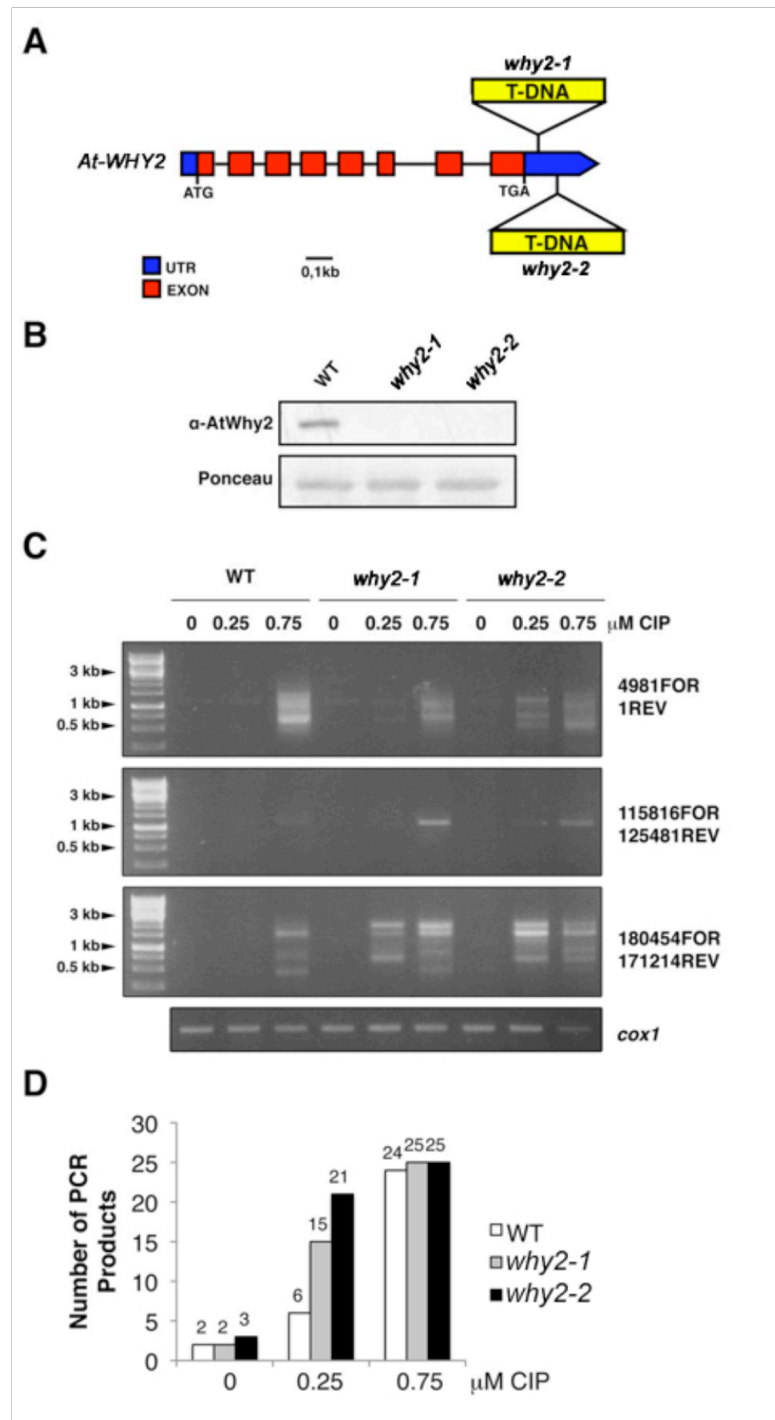 A
why2-1
T-DNA
At-WHY2
ATG
TGA
T-DNA
why2-2
UTR
EXON
0,1kb
B
WT why2-1 why2-2
α-AtWhy2
Ponceau
C
WT why2-1 why2-2
0 0.25 0.75 0 0.25 0.75 0 0.25 0.75 μM CIP
3 kb
1 kb
0.5 kb
4981FOR
1REV
3 kb
1 kb
0.5 kb
115816FOR
125481REV
3 kb
1 kb
0.5 kb
180454FOR
171214REV
cox1
D
Number of PCR
Products
30
25
20
15
10
5
0
2 2 3
6 15 21
24 25 25
WT
why2-1
why2-2
0 0.25 0.75 μM CIP